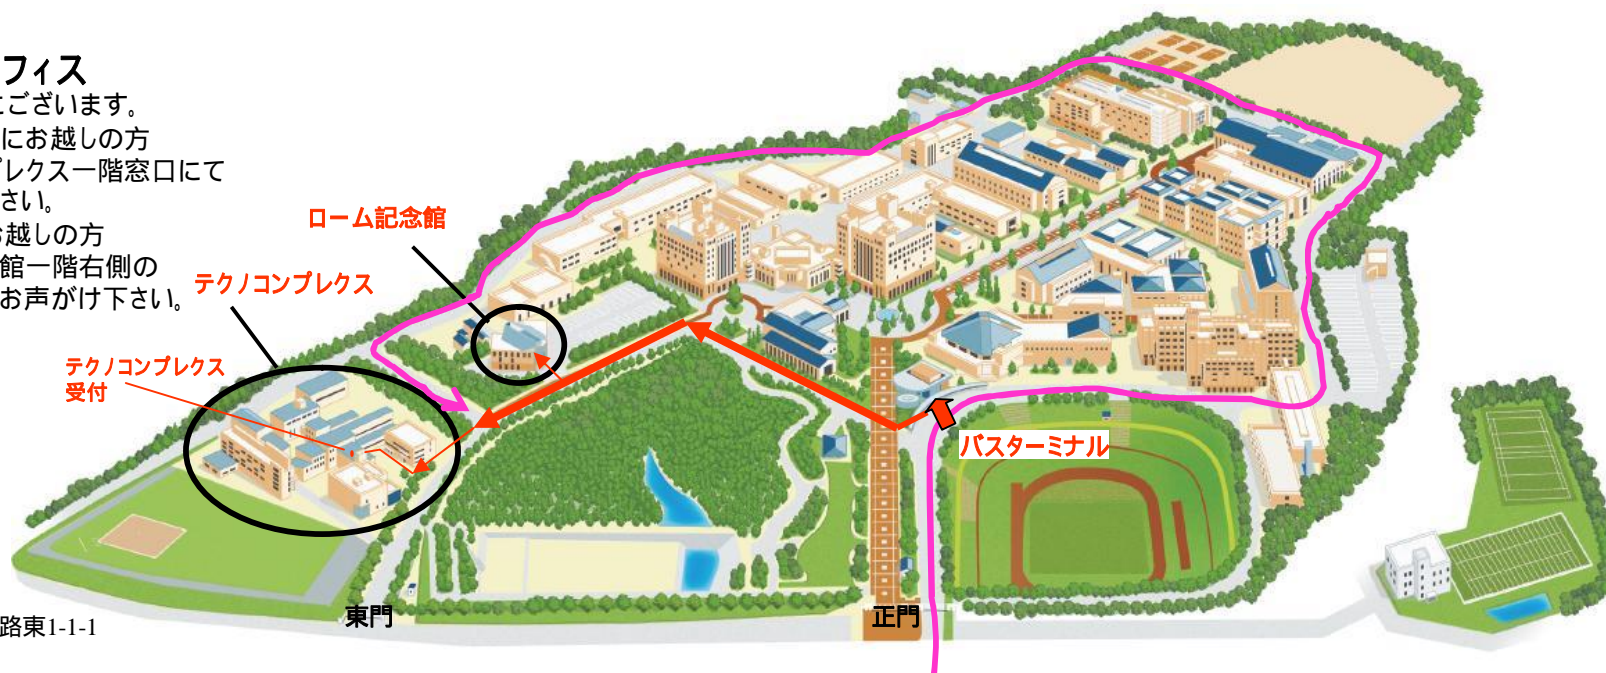 フィス
にございます。
にお越しの方
プレクス一階窓口にて
さい。
お越しの方
館一階右側の
お声がけ下さい。
ローム記念館
テクノコンプレクス
テクノコンプレクス
受付
バスターミナル
東門
正門
路東1-1-1